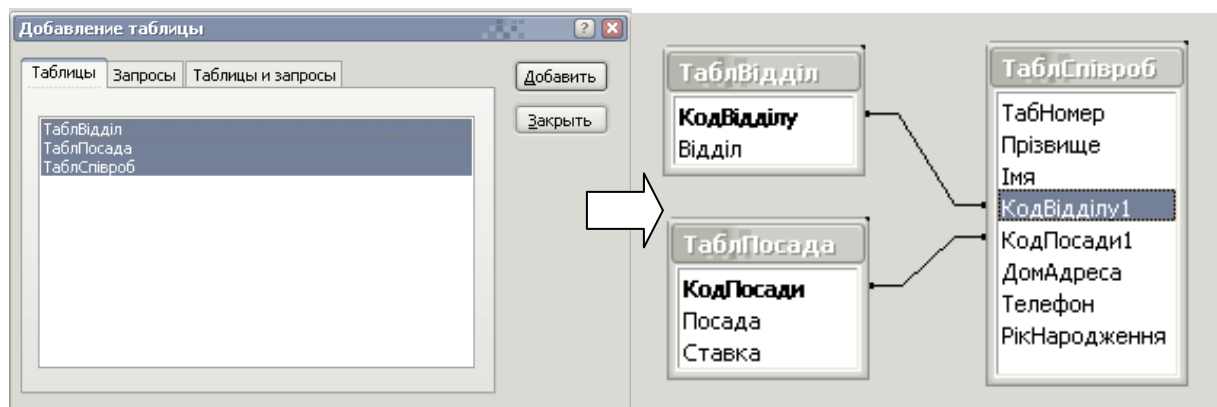 Добавление таблицы
Таблицы Запросы Таблицы и запросы
ТаблВідділ
ТаблПосада
ТаблСпівроб
Добавить
Закрыть
ТаблВідділ
КодВідділу
Відділ
ТаблПосада
КодПосади
Посада
Ставка
ТаблСпівроб
ТабНомер
Прізвище
Імя
КодВідділу1
КодПосади1
ДомАдреса
Телефон
РікНародження